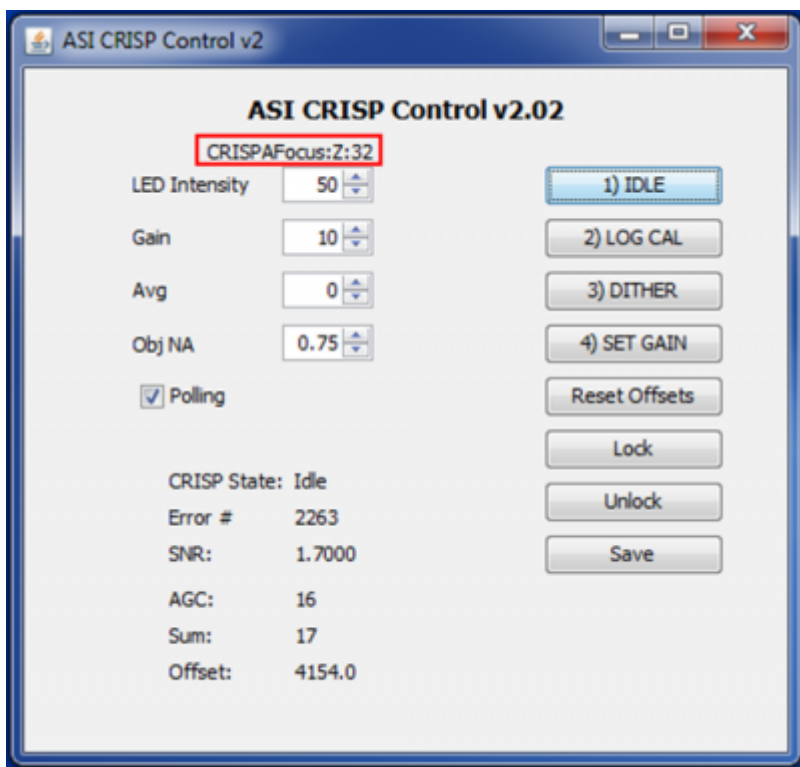 ASI CRISP Control v2
ASI CRISP Control v2.02
CRISPAFocus:Z:32
LED Intensity 50 1) IDLE
Gain 10 2) LOG CAL
Avg 0 3) DITHER
Obj NA 0.75 4) SET GAIN
Polling Reset Offsets
Lock
CRISP State: Idle
Unlock
Error # 2263
SNR: 1.7000 Save
AGC: 16
Sum: 17
Offset: 4154.0